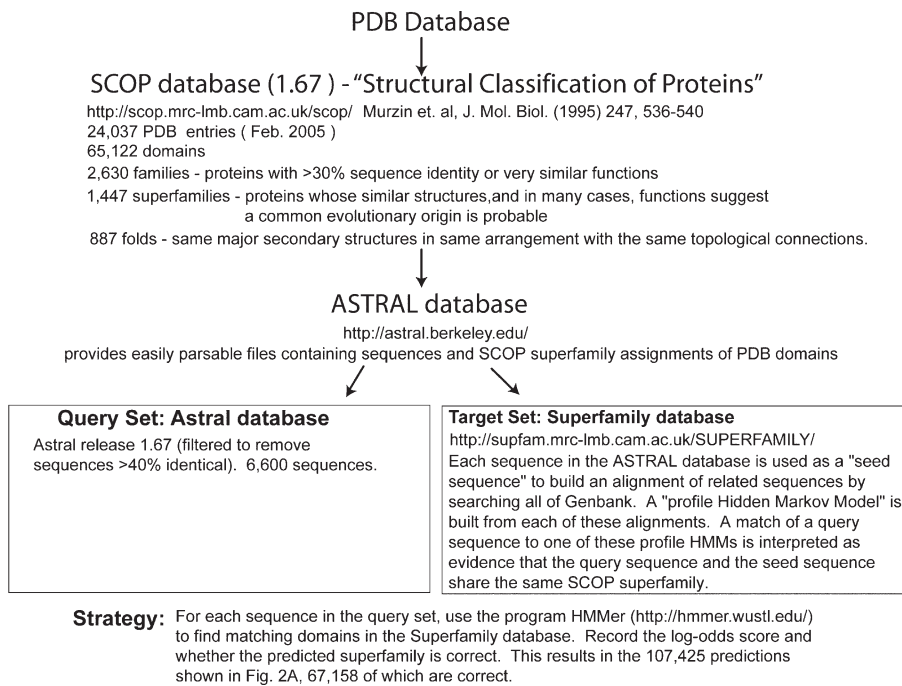 PDB Database
SCOP database (1.67 ) - “Structural Classification of Proteins”
http://scop.mrc-lmb.cam.ac.uk/scop/ Murzin et. al, J. Mol. Biol. (1995) 247, 536-540
24,037 PDB entries ( Feb. 2005 )
65,122 domains
2,630 families - proteins with >30% sequence identity or very similar functions
1,447 superfamilies - proteins whose similar structures,and in many cases, functions suggest
a common evolutionary origin is probable
887 folds - same major secondary structures in same arrangement with the same topological connections.
ASTRAL database
http://astral.berkeley.edu/
provides easily parsable files containing sequences and SCOP superfamily assignments of PDB domains
Query Set: Astral database
Astral release 1.67 (filtered to remove
sequences >40% identical). 6,600 sequences.
Target Set: Superfamily database
http://supfam.mrc-lmb.cam.ac.uk/SUPERFAMILY/
Each sequence in the ASTRAL database is used as a "seed
sequence" to build an alignment of related sequences by
searching all of Genbank. A "profile Hidden Markov Model" is
built from each of these alignments. A match of a query
sequence to one of these profile HMMs is interpreted as
evidence that the query sequence and the seed sequence
share the same SCOP superfamily.
Strategy: For each sequence in the query set, use the program HMMer (http://hmmer.wustl.edu/)
to find matching domains in the Superfamily database. Record the log-odds score and
whether the predicted superfamily is correct. This results in the 107,425 predictions
shown in Fig. 2A, 67,158 of which are correct.